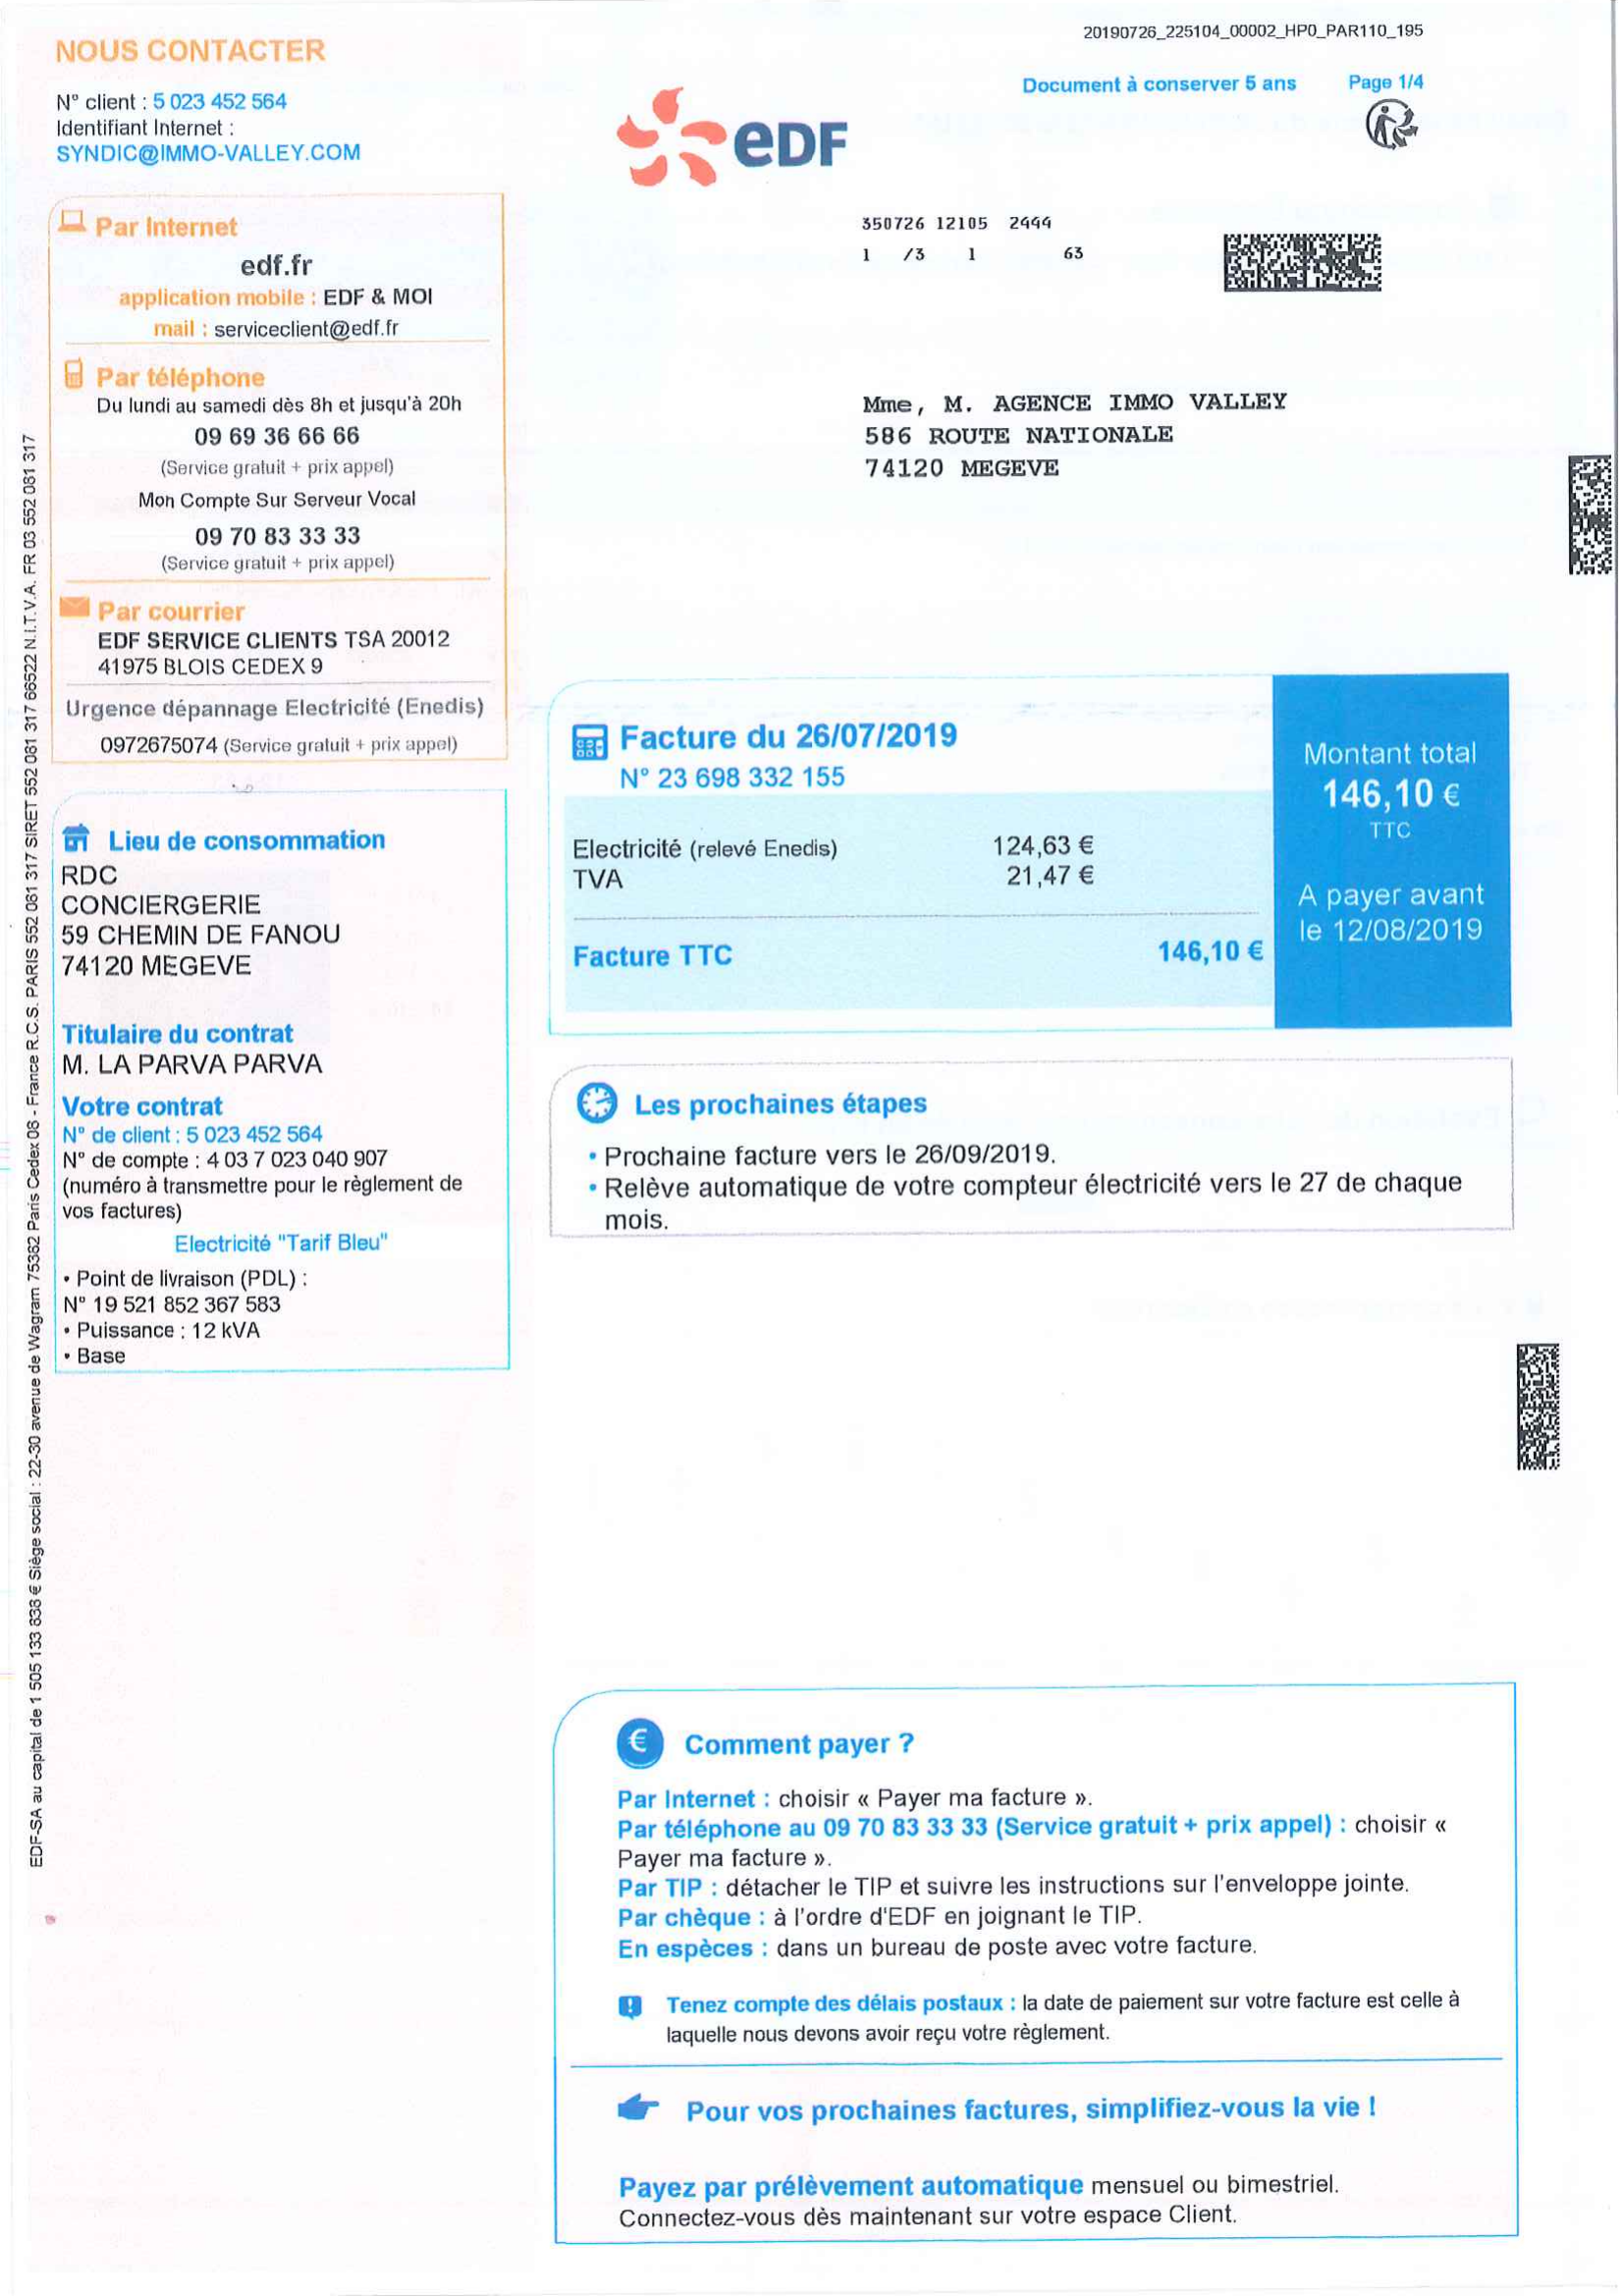 20190726_225104_00002_HP0_PAR110_195
NOUS CONTACTER
Document à conserver 5 ans
Page 1/4
N° client : 5 023 452 564
Identifiant Internet :
SYNDIC@IMMO-VALLEY.COM
eDF
Par Internet
edf.fr
application mobile : EDF & MOI
mail : serviceclient@edf.fr
Par téléphone
Du lundi au samedi dès 8h et jusqu'à 20h
09 69 36 66 66
(Service gratuit + prix appel)
Mon Compte Sur Serveur Vocal
09 70 83 33 33
(Service gratuit + prix appel)
Par courrier
EDF SERVICE CLIENTS TSA 20012
41975 BLOIS CEDEX 9
Urgence dépannage Electricité (Enedis)
0972675074 (Service gratuit + prix appel)
350726 12105 2444
1 /3 1 63
Mme, M. AGENCE IMMO VALLEY
586 ROUTE NATIONALE
74120 MEGEVE
Lieu de consommation
RDC
CONCIERGERIE
59 CHEMIN DE FANOU
74120 MEGEVE
Titulaire du contrat
M. LA PARVA PARVA
Votre contrat
N° de client : 5 023 452 564
N° de compte : 4 03 7 023 040 907
(numéro à transmettre pour le règlement de
vos factures)
Electricité "Tarif Bleu"
• Point de livraison (PDL) :
N° 19 521 852 367 583
• Puissance : 12 kVA
• Base
Facture du 26/07/2019
N° 23 698 332 155
Electricité (relevé Enedis) 124,63 €
TVA 21,47 €
Facture TTC 146,10 €
Montant total
146,10 €
TTC
A payer avant
le 12/08/2019
Les prochaines étapes
• Prochaine facture vers le 26/09/2019.
• Relève automatique de votre compteur électricité vers le 27 de chaque
mois.
Comment payer ?
Par Internet : choisir « Payer ma facture ».
Par téléphone au 09 70 83 33 33 (Service gratuit + prix appel) : choisir «
Payer ma facture ».
Par TIP : détacher le TIP et suivre les instructions sur l'enveloppe jointe.
Par chèque : à l'ordre d'EDF en joignant le TIP.
En espèces : dans un bureau de poste avec votre facture.
Tenez compte des délais postaux : la date de paiement sur votre facture est celle à
laquelle nous devons avoir reçu votre règlement.
Pour vos prochaines factures, simplifiez-vous la vie !
Payez par prélèvement automatique mensuel ou bimestriel.
Connectez-vous dès maintenant sur votre espace Client.
EDF-SA au capital de 1 505 133 838 € Siège social : 22-30 avenue de Wagram 75382 Paris Cedex 08 - France R.C.S. PARIS 552 081 317 SIRET 552 081 317 66522 N.I.T.V.A. FR 03 552 081 317